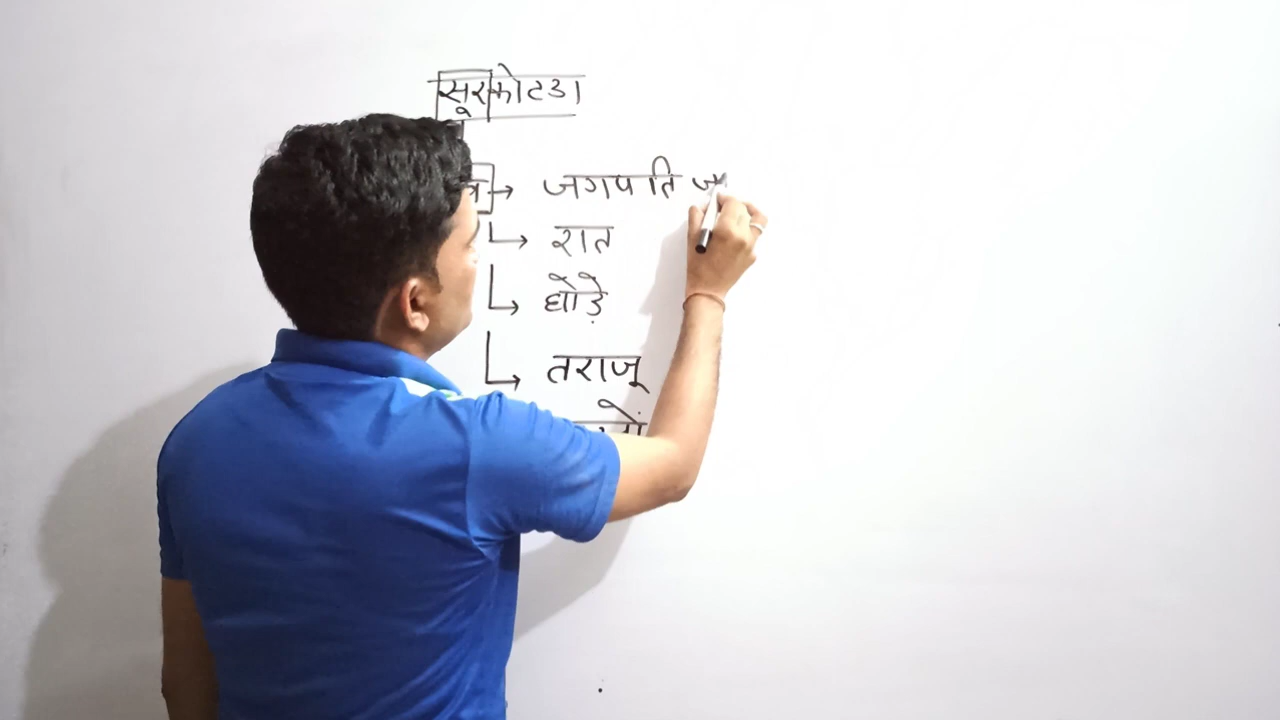 सूरकोटडा
त्र → जगपति ज
→ रात
→ घोड़े
→ तराजू